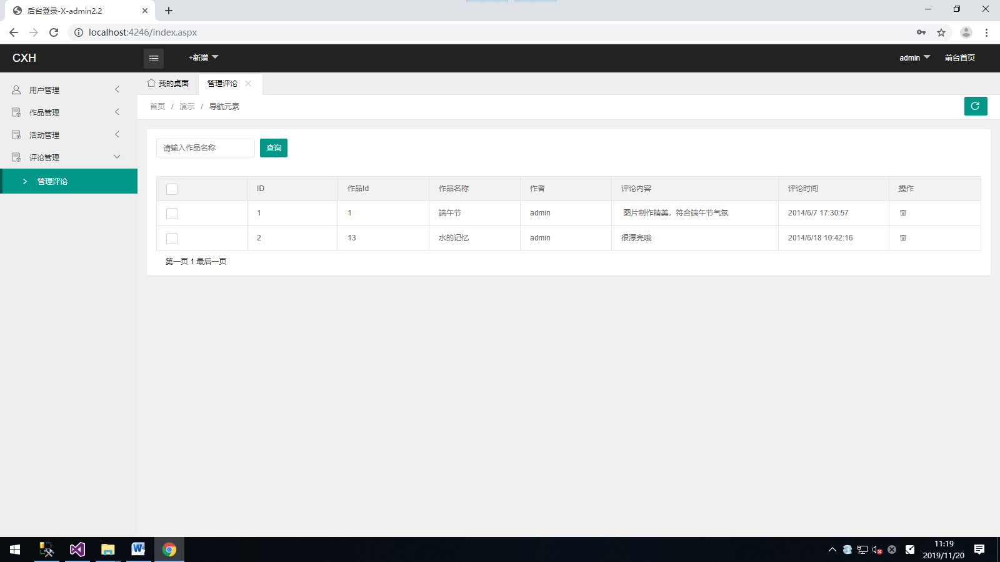 后台登录-X-admin2.2
localhost:4246/index.aspx
CXH
+新增
admin
前台首页
用户管理
作品管理
活动管理
评论管理
管理评论
我的桌面
管理评论
首页 / 演示 / 导航元素
请输入作品名称
查询
ID 作品Id 作品名称 作者 评论内容 评论时间 操作
1 1 端午节 admin 图片制作精美，符合端午节气氛 2014/6/7 17:30:57
2 13 水的记忆 admin 很漂亮哦 2014/6/18 10:42:16
第一页 1 最后一页
11:19
2019/11/20